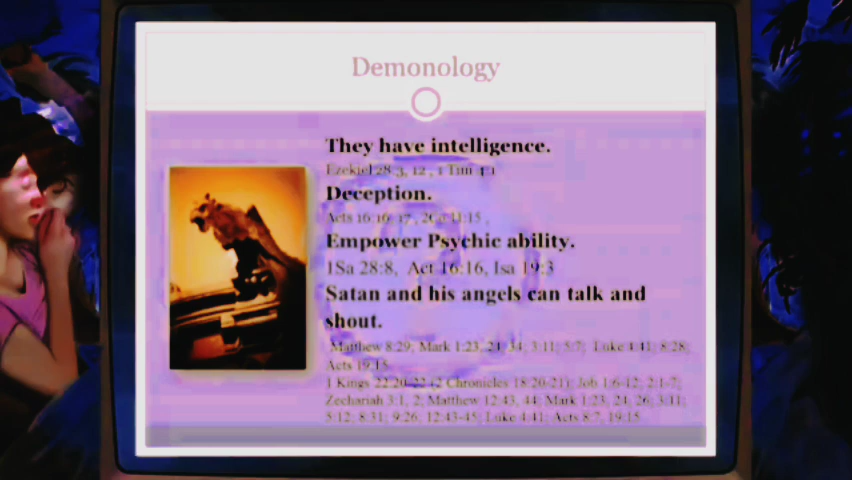 Demonology
They have intelligence.
Ezekiel 28:3, 12 , 1 Tim 4:1
Deception.
Acts 16:16-17 , 11:15 ,
Empower Psychic ability.
1Sa 28:8, Act 16:16, Isa 19:3
Satan and his angels can talk and
shout.
Matthew 8:29; Mark 1:23, 24, 34; 3:11; 5:7; Luke 4:41; 8:28;
Acts 19:15
1 Kings 22:20-22 (2 Chronicles 18:20-21); Job 1:6-12; 2:1-7;
Zechariah 3:1, 2; Matthew 12:43, 44; Mark 1:23, 24, 26; 3:11;
5:12; 8:31; 9:26; 12:43-45; Luke 4:41; Acts 8:7, 19:15